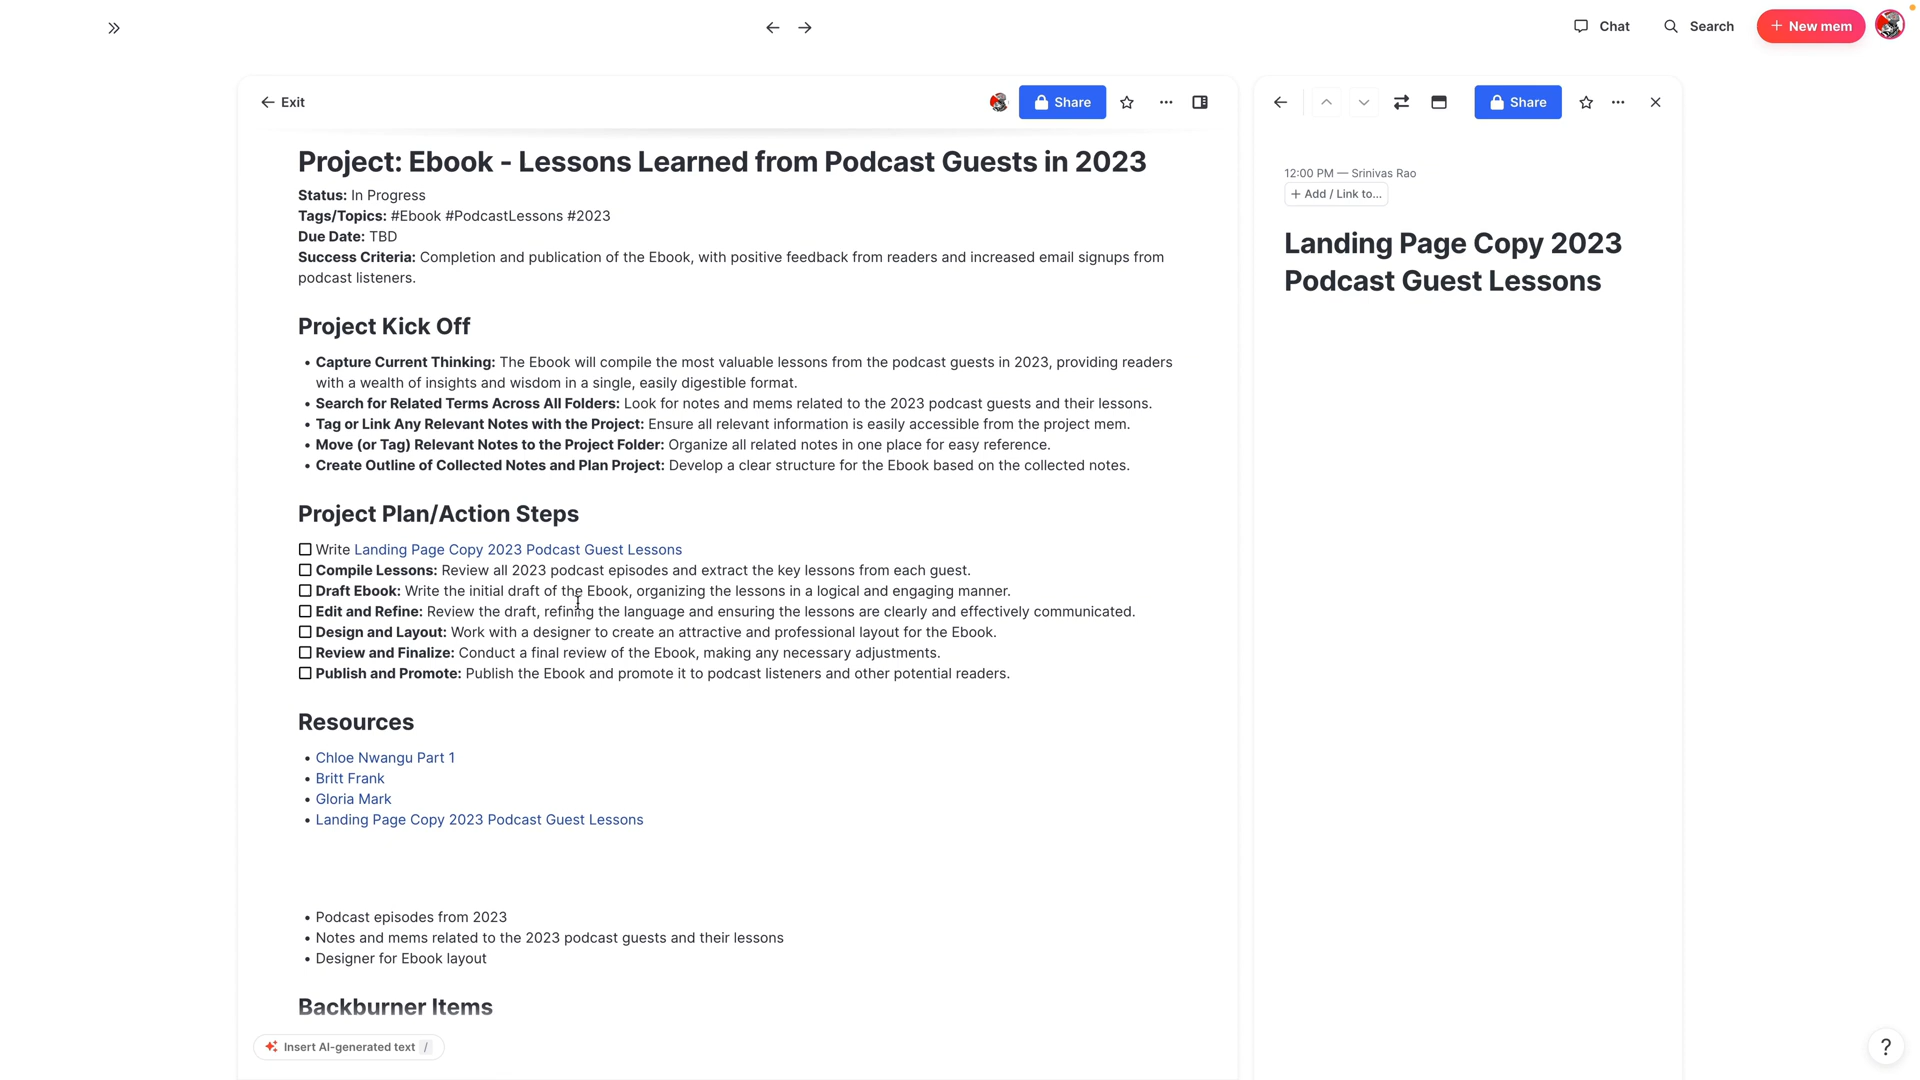 Chat
Search
+ New mem
Exit
Share
Share
Project: Ebook - Lessons Learned from Podcast Guests in 2023
Status: In Progress
Tags/Topics: #Ebook #PodcastLessons #2023
Due Date: TBD
Success Criteria: Completion and publication of the Ebook, with positive feedback from readers and increased email signups from
podcast listeners.
Project Kick Off
• Capture Current Thinking: The Ebook will compile the most valuable lessons from the podcast guests in 2023, providing readers
with a wealth of insights and wisdom in a single, easily digestible format.
• Search for Related Terms Across All Folders: Look for notes and mems related to the 2023 podcast guests and their lessons.
• Tag or Link Any Relevant Notes with the Project: Ensure all relevant information is easily accessible from the project mem.
• Move (or Tag) Relevant Notes to the Project Folder: Organize all related notes in one place for easy reference.
• Create Outline of Collected Notes and Plan Project: Develop a clear structure for the Ebook based on the collected notes.
Project Plan/Action Steps
Write Landing Page Copy 2023 Podcast Guest Lessons
Compile Lessons: Review all 2023 podcast episodes and extract the key lessons from each guest.
Draft Ebook: Write the initial draft of the Ebook, organizing the lessons in a logical and engaging manner.
Edit and Refine: Review the draft, refining the language and ensuring the lessons are clearly and effectively communicated.
Design and Layout: Work with a designer to create an attractive and professional layout for the Ebook.
Review and Finalize: Conduct a final review of the Ebook, making any necessary adjustments.
Publish and Promote: Publish the Ebook and promote it to podcast listeners and other potential readers.
Resources
• Chloe Nwangu Part 1
• Britt Frank
• Gloria Mark
• Landing Page Copy 2023 Podcast Guest Lessons
• Podcast episodes from 2023
• Notes and mems related to the 2023 podcast guests and their lessons
• Designer for Ebook layout
Backburner Items
Insert AI-generated text /
12:00 PM — Srinivas Rao
+ Add / Link to...
Landing Page Copy 2023
Podcast Guest Lessons
?